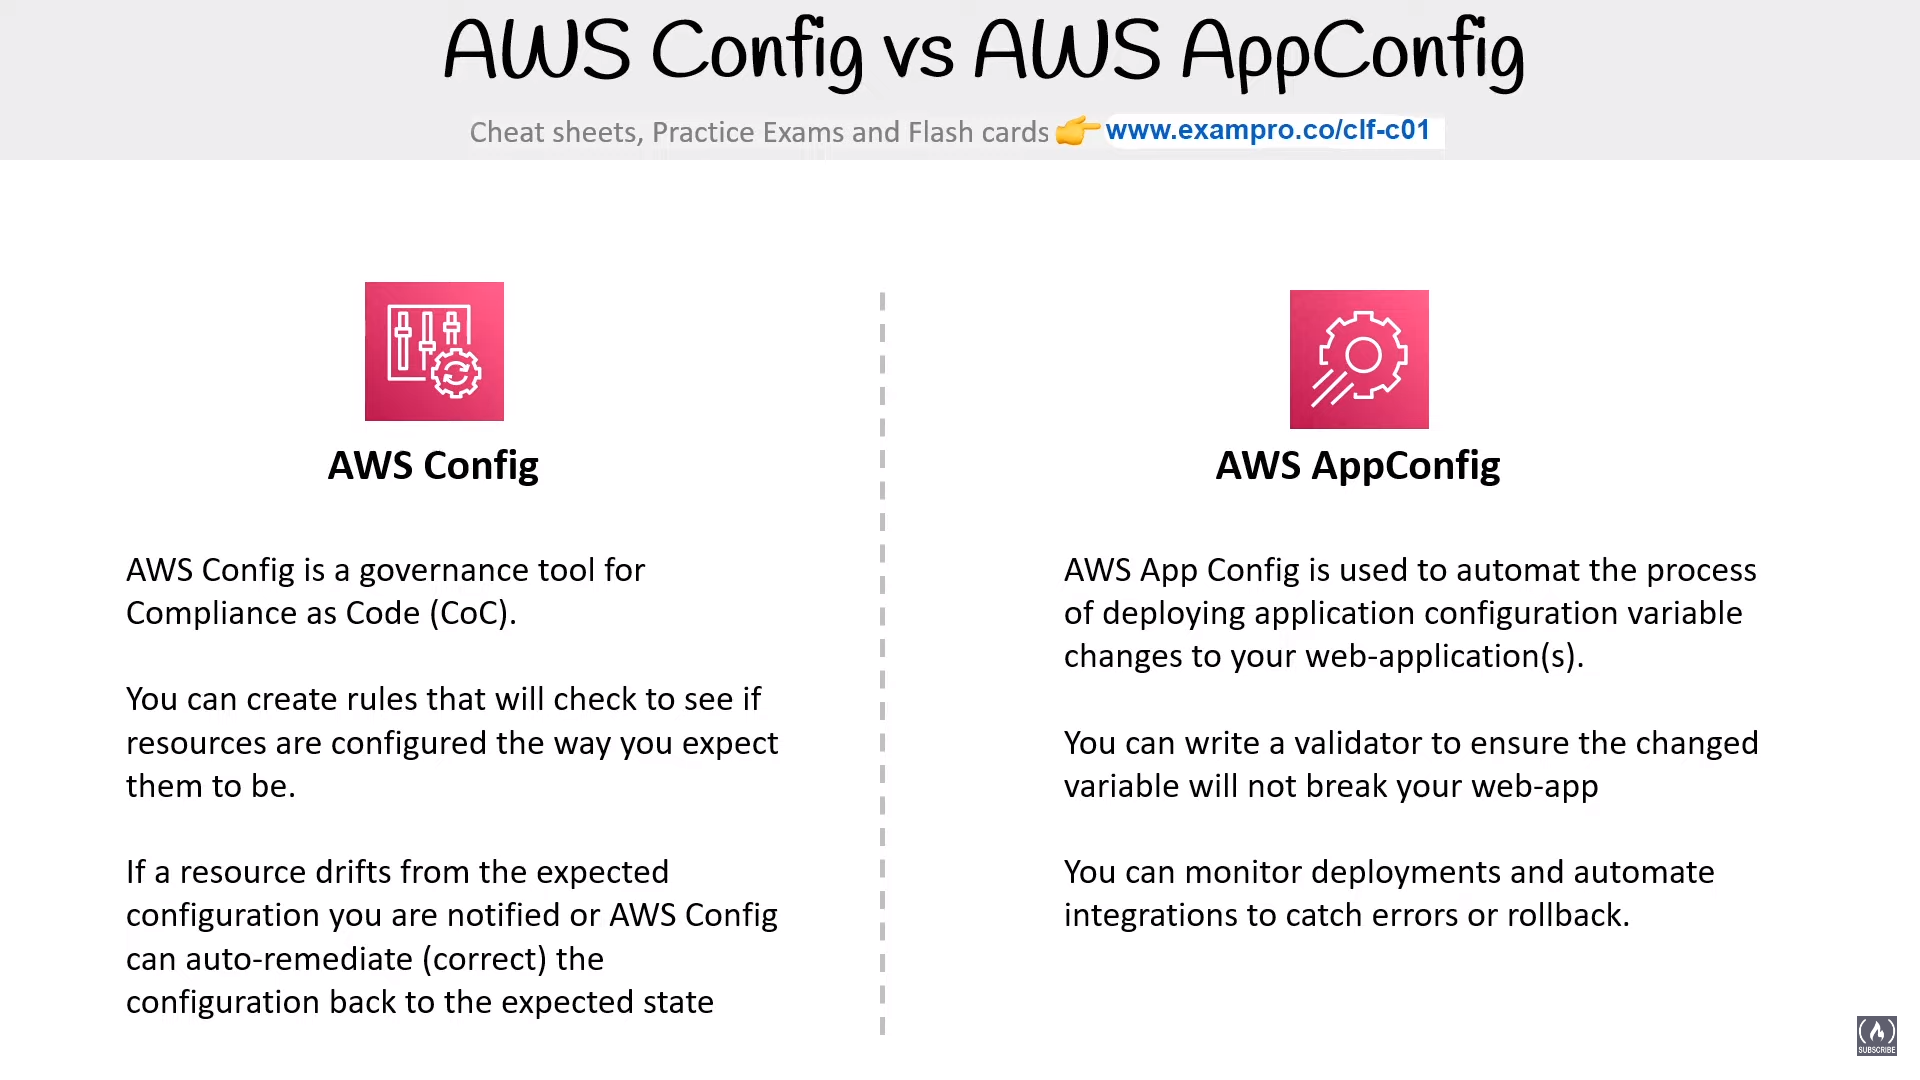 AWS Config vs AWS AppConfig
Cheat sheets, Practice Exams and Flash cards 👉 www.exampro.co/clf-c01
AWS Config
AWS Config is a governance tool for
Compliance as Code (CoC).
You can create rules that will check to see if
resources are configured the way you expect
them to be.
If a resource drifts from the expected
configuration you are notified or AWS Config
can auto-remediate (correct) the
configuration back to the expected state
AWS AppConfig
AWS App Config is used to automat the process
of deploying application configuration variable
changes to your web-application(s).
You can write a validator to ensure the changed
variable will not break your web-app
You can monitor deployments and automate
integrations to catch errors or rollback.
SUBSCRIBE